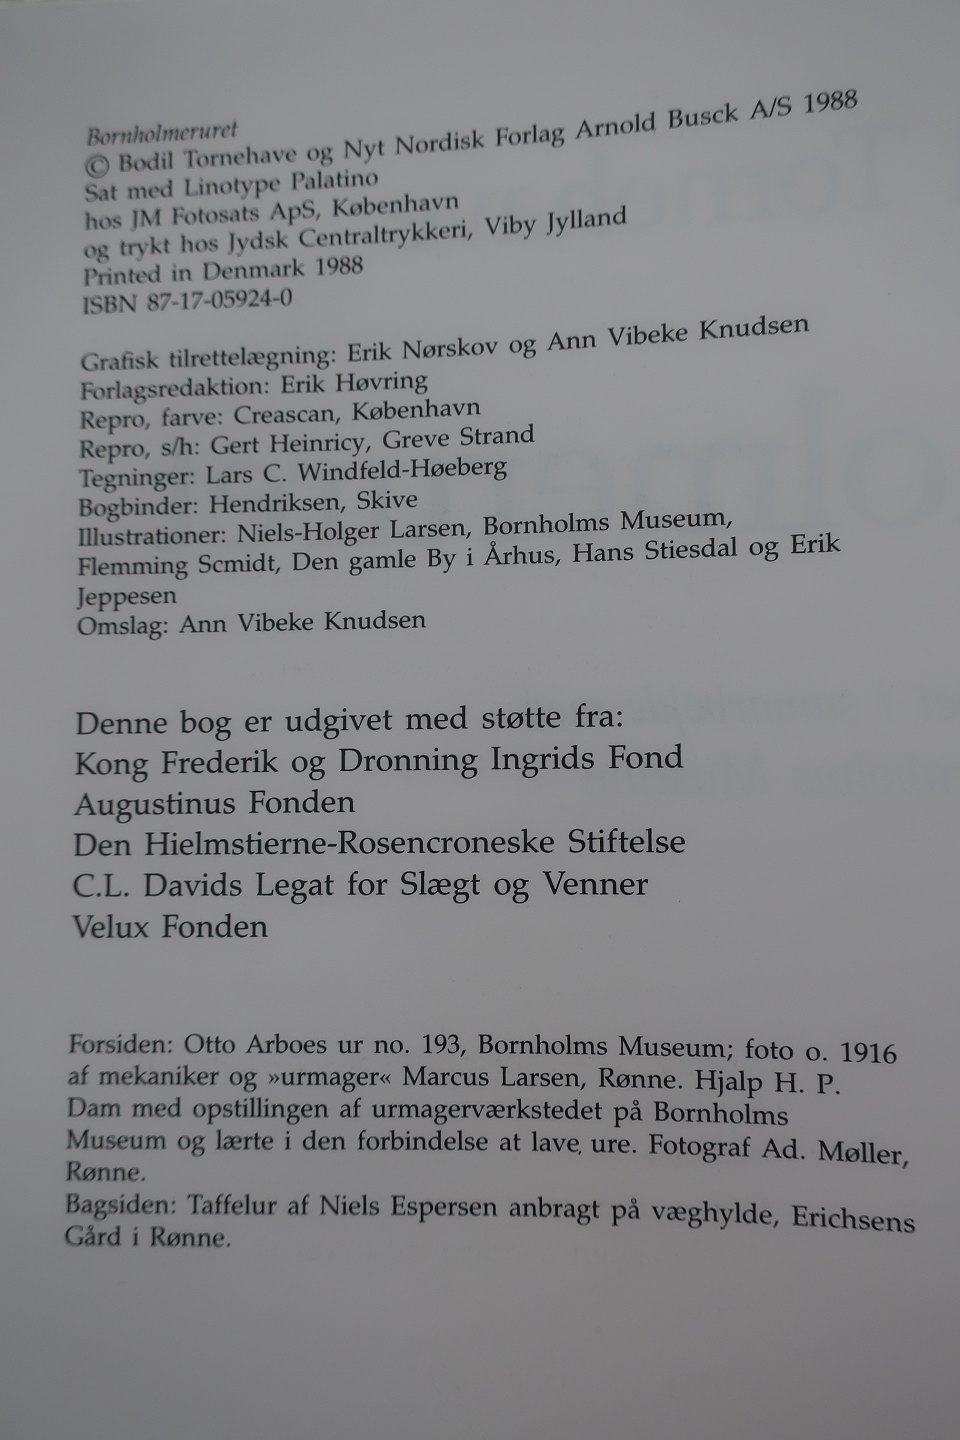 Bornholmeruret
© Bodil Tornehave og Nyt Nordisk Forlag Arnold Busck A/S 1988
Sat med Linotype Palatino
hos JM Fotosats ApS, København
og trykt hos Jydsk Centraltrykkeri, Viby Jylland
Printed in Denmark 1988
ISBN 87-17-05924-0
Grafisk tilrettelægning: Erik Nørskov og Ann Vibeke Knudsen
Forlagsredaktion: Erik Høvring
Repro, farve: Creascan, København
Repro, s/h: Gert Heinricy, Greve Strand
Tegninger: Lars C. Windfeld-Høeberg
Bogbinder: Hendriksen, Skive
Illustrationer: Niels-Holger Larsen, Bornholms Museum,
Flemming Scmidt, Den gamle By i Århus, Hans Stiesdal og Erik
Jeppesen
Omslag: Ann Vibeke Knudsen
Denne bog er udgivet med støtte fra:
Kong Frederik og Dronning Ingrids Fond
Augustinus Fonden
Den Hielmstierne-Rosencroneske Stiftelse
C.L. Davids Legat for Slægt og Venner
Velux Fonden
Forsiden: Otto Arboes ur no. 193, Bornholms Museum; foto o. 1916
af mekaniker og »urmager« Marcus Larsen, Rønne. Hjalp H. P.
Dam med opstillingen af urmagerværkstedet på Bornholms
Museum og lærte i den forbindelse at lave ure. Fotograf Ad. Møller,
Rønne.
Bagsiden: Taffelur af Niels Espersen anbragt på væghylde, Erichsens
Gård i Rønne.